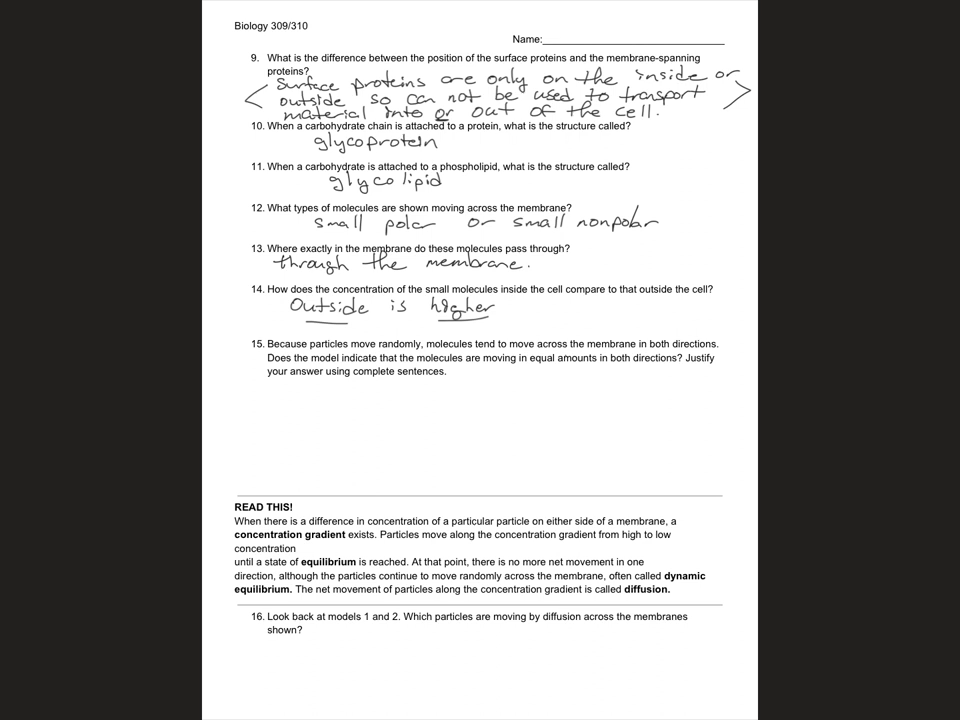 Biology 309/310
Name:
9. What is the difference between the position of the surface proteins and the membrane-spanning
proteins?
Surface proteins are only on the inside or
outside so can not be used to transport
material into or out of the cell.
10. When a carbohydrate chain is attached to a protein, what is the structure called?
glycoprotein
11. When a carbohydrate is attached to a phospholipid, what is the structure called?
glyco lipid
12. What types of molecules are shown moving across the membrane?
small polar or small nonpolar
13. Where exactly in the membrane do these molecules pass through?
through the membrane.
14. How does the concentration of the small molecules inside the cell compare to that outside the cell?
Outside is higher
15. Because particles move randomly, molecules tend to move across the membrane in both directions.
Does the model indicate that the molecules are moving in equal amounts in both directions? Justify
your answer using complete sentences.
READ THIS!
When there is a difference in concentration of a particular particle on either side of a membrane, a
concentration gradient exists. Particles move along the concentration gradient from high to low
concentration
until a state of equilibrium is reached. At that point, there is no more net movement in one
direction, although the particles continue to move randomly across the membrane, often called dynamic
equilibrium. The net movement of particles along the concentration gradient is called diffusion.
16. Look back at models 1 and 2. Which particles are moving by diffusion across the membranes
shown?